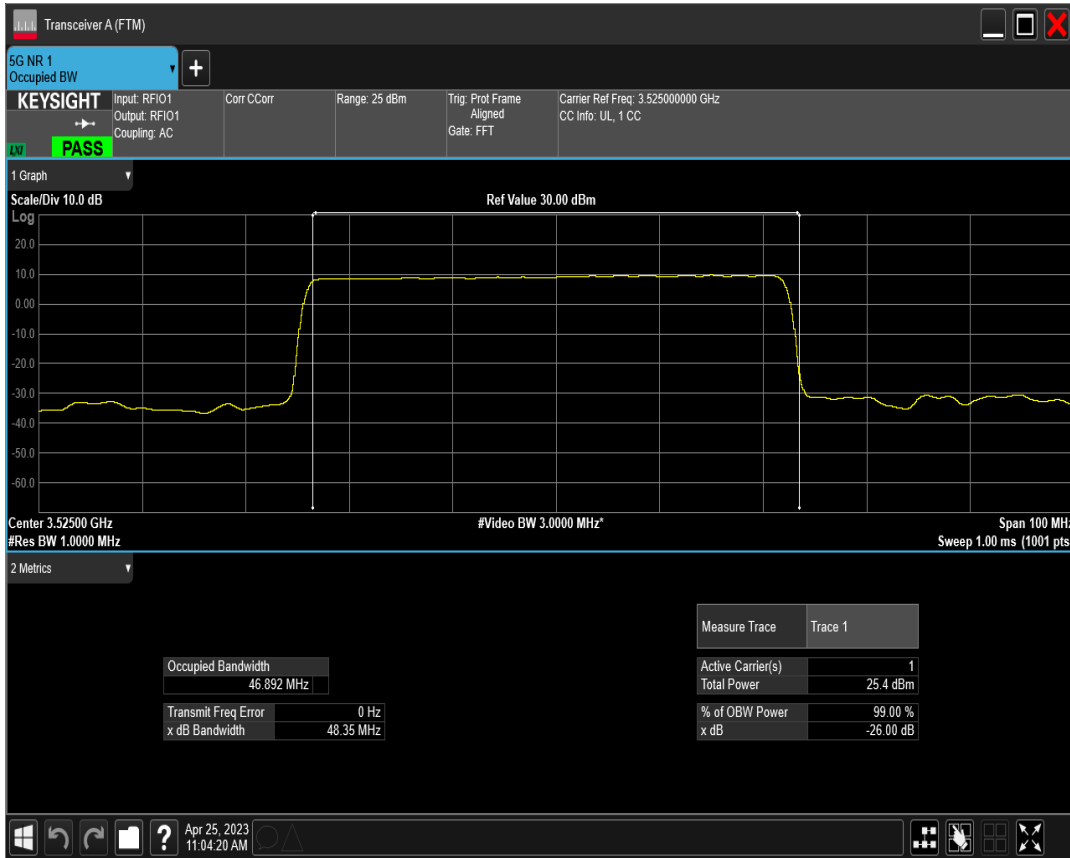 Transceiver A (FTM)
5G NR 1
Occupied BW
+
KEYSIGHT
LXI
PASS
Input: RFIO1
Output: RFIO1
Coupling: AC
Corr CCorr
Range: 25 dBm
Trig: Prot Frame
Aligned
Gate: FFT
Carrier Ref Freq: 3.525000000 GHz
CC Info: UL, 1 CC
1 Graph
Scale/Div 10.0 dB
Ref Value 30.00 dBm
Log
20.0
10.0
0.00
-10.0
-20.0
-30.0
-40.0
-50.0
-60.0
Center 3.52500 GHz
#Video BW 3.0000 MHz*
Span 100 MHz
#Res BW 1.0000 MHz
Sweep 1.00 ms (1001 pts
2 Metrics
Measure Trace Trace 1
Occupied Bandwidth
46.892 MHz
Active Carrier(s) 1
Total Power 25.4 dBm
Transmit Freq Error 0 Hz
x dB Bandwidth 48.35 MHz
% of OBW Power 99.00 %
x dB -26.00 dB
?
Apr 25, 2023
11:04:20 AM